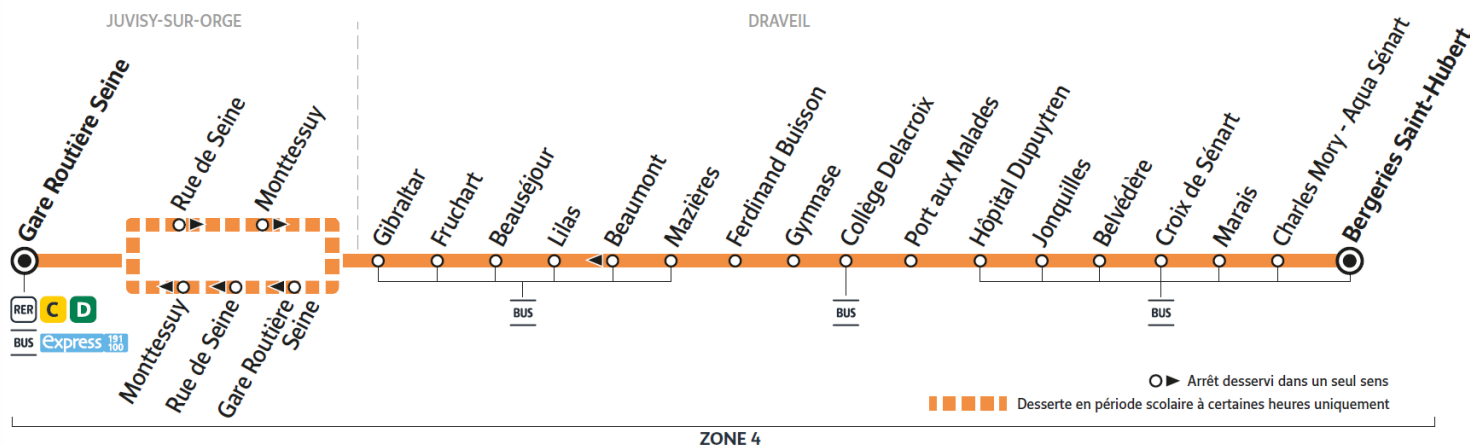 JUVISY-SUR-ORGE
DRAVEIL
Gare Routière Seine
Rue de Seine
Monttessuy
Gibraltar
Fruchart
Beauséjour
Lilas
Beaumont
Mazières
Ferdinand Buisson
Gymnase
Collège Delacroix
Port aux Malades
Hôpital Dupuytren
Jonquilles
Belvédère
Croix de Sénart
Marais
Charles Mory - Aqua Sénart
Bergeries Saint-Hubert
Monttessuy
Rue de Seine
Gare Routière
Seine
RER C D
BUS express 191 100
BUS
BUS
BUS
Arrêt desservi dans un seul sens
Desserte en période scolaire à certaines heures uniquement
ZONE 4